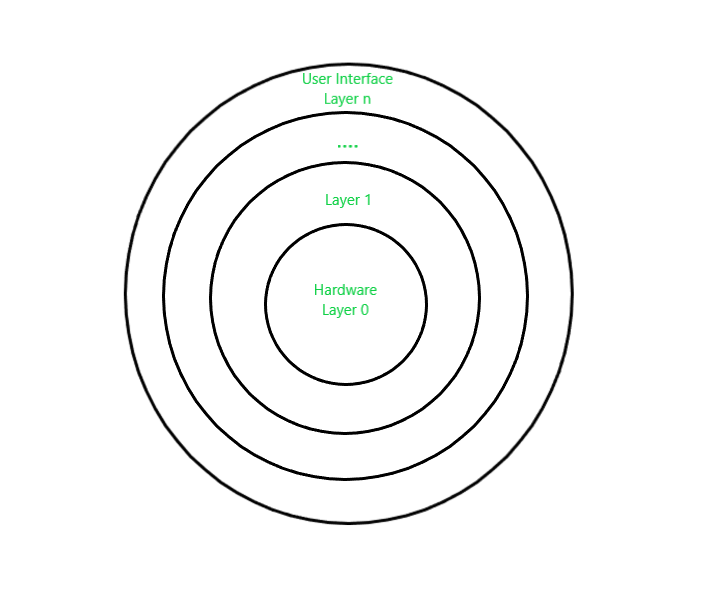 User Interface
Layer n
....
Layer 1
Hardware
Layer 0